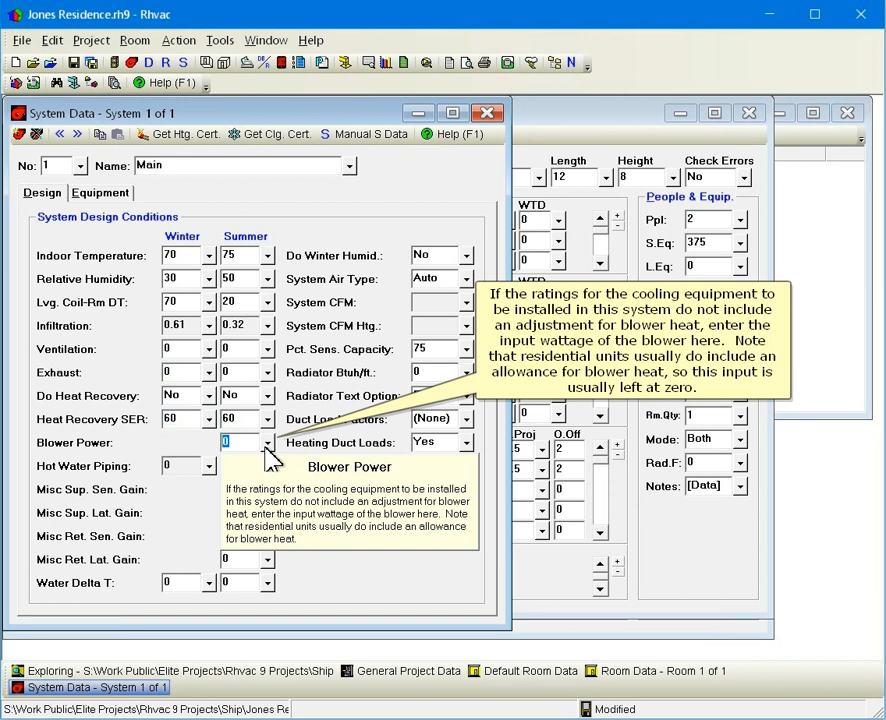 Jones Residence.rh9 - Rhvac
File Edit Project Room Action Tools Window Help
D R S N
Help (F1)
System Data - System 1 of 1
Get Htg. Cert. Get Clg. Cert. S Manual S Data Help (F1)
No: 1 Name: Main
Length Height Check Errors
12 8 No
Design Equipment
System Design Conditions
Winter Summer
Indoor Temperature: 70 75 Do Winter Humid.: No
Relative Humidity: 30 50 System Air Type: Auto
Lvg. Coil-Rm DT: 70 20 System CFM:
Infiltration: 0.61 0.32 System CFM Htg.:
Ventilation: 0 0 Pct. Sens. Capacity: 75
Exhaust: 0 0 Radiator Btuh/ft.: 0
Do Heat Recovery: No No Radiator Text Option:
Heat Recovery SER: 60 60 Duct Load Factors: (None)
Blower Power: 0 Heating Duct Loads: Yes
Hot Water Piping: 0
Misc Sup. Sen. Gain:
Misc Sup. Lat. Gain:
Misc Ret. Sen. Gain:
Misc Ret. Lat. Gain: 0
Water Delta T: 0 0
WTD
0
0
0
WTD
People & Equip.
Ppl: 2
S.Eq: 375
L.Eq: 0
If the ratings for the cooling equipment to
be installed in this system do not include
an adjustment for blower heat, enter the
input wattage of the blower here. Note
that residential units usually do include an
allowance for blower heat, so this input is
usually left at zero.
Blower Power
If the ratings for the cooling equipment to be installed
in this system do not include an adjustment for blower
heat, enter the input wattage of the blower here. Note
that residential units usually do include an allowance
for blower heat.
0
.Proj O.Off
.5 2
.5 2
0
0
0
Rm.Qty: 1
Mode: Both
Rad.F: 0
Notes: [Data]
Exploring - S:\Work Public\Elite Projects\Rhvac 9 Projects\Ship General Project Data Default Room Data Room Data - Room 1 of 1
System Data - System 1 of 1
S:\Work Public\Elite Projects\Rhvac 9 Projects\Ship\Jones Re Modified